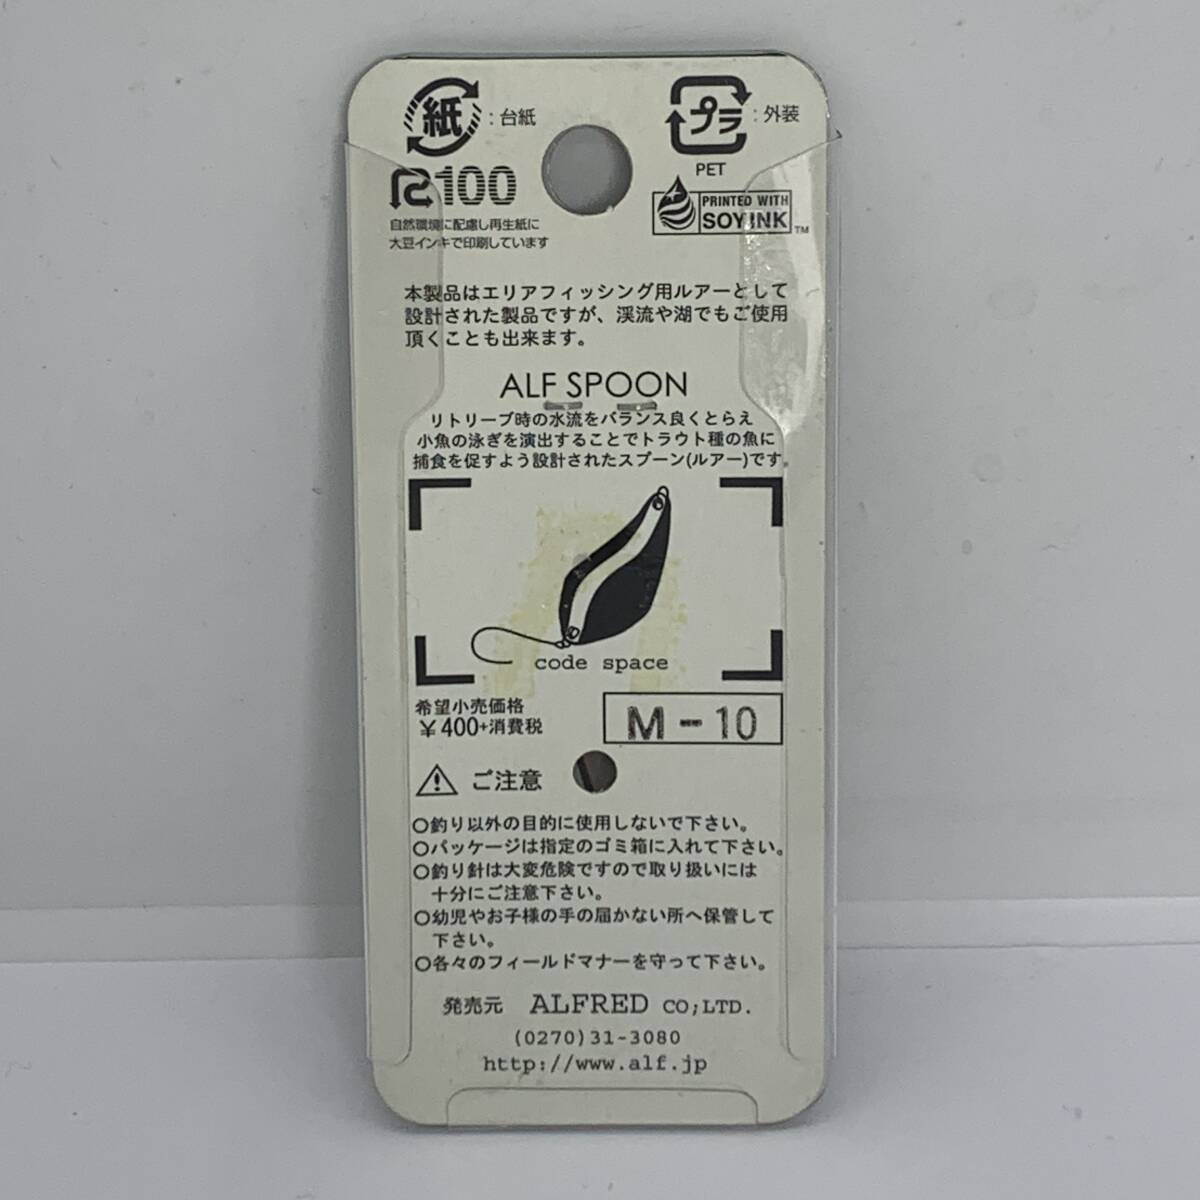 紙 : 台紙
プラ : 外装
PET
R100
PRINTED WITH
SOY INK TM
自然環境に配慮し再生紙に
大豆インキで印刷しています
本製品はエリアフィッシング用ルアーとして
設計された製品ですが、渓流や湖でもご使用
頂くことも出来ます。
ALF SPOON
リトリーブ時の水流をバランス良くとらえ
小魚の泳ぎを演出することでトラウト種の魚に
捕食を促すよう設計されたスプーン(ルアー)です。
code space
希望小売価格
¥400+消費税
M-10
ご注意
○釣り以外の目的に使用しないで下さい。
○パッケージは指定のゴミ箱に入れて下さい。
○釣り針は大変危険ですので取り扱いには
十分にご注意下さい。
○幼児やお子様の手の届かない所へ保管して
下さい。
○各々のフィールドマナーを守って下さい。
発売元 ALFRED CO;LTD.
(0270)31-3080
http://www.alf.jp